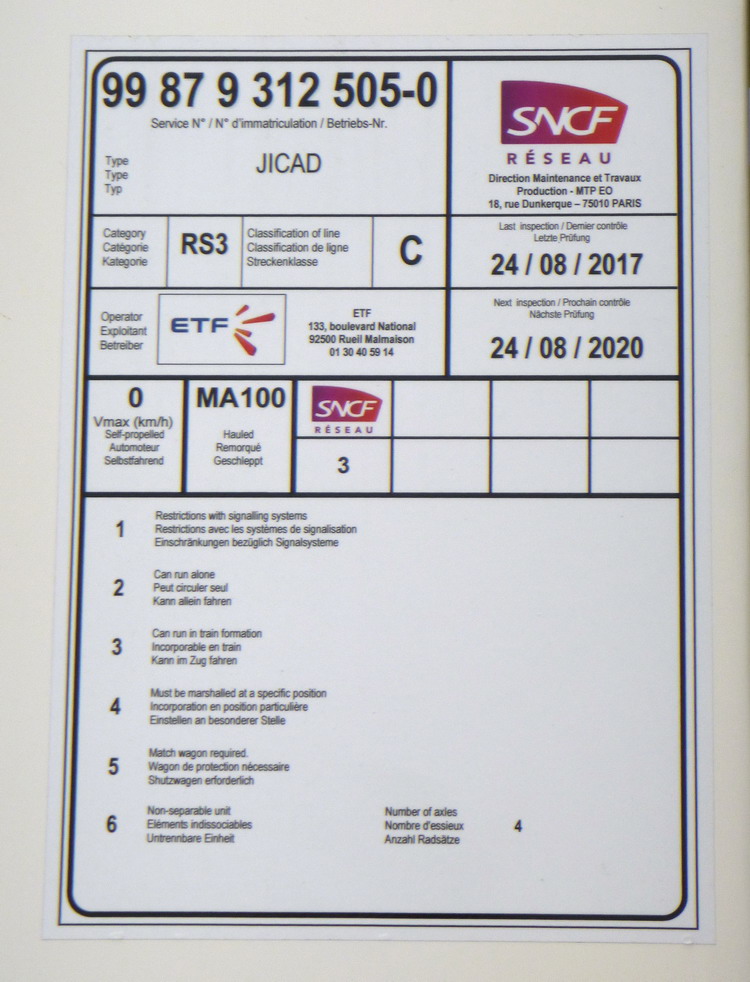 99 87 9 312 505-0
Service N° / N° d'immatriculation / Betriebs-Nr.
Type
Type
Typ
JICAD
SNCF
RÉSEAU
Direction Maintenance et Travaux
Production - MTP EO
18, rue Dunkerque – 75010 PARIS
Category
Catégorie
Kategorie
RS3
Classification of line
Classification de ligne
Streckenklasse
C
Last inspection / Dernier contrôle
Letzte Prüfung
24 / 08 / 2017
Operator
Exploitant
Betreiber
ETF
ETF
133, boulevard National
92500 Rueil Malmaison
01 30 40 59 14
Next inspection / Prochain contrôle
Nächste Prüfung
24 / 08 / 2020
0
Vmax (km/h)
Self-propelled
Automoteur
Selbstfahrend
MA100
Hauled
Remorqué
Geschleppt
SNCF
RÉSEAU
3
1
Restrictions with signalling systems
Restrictions avec les systèmes de signalisation
Einschränkungen bezüglich Signalsysteme
2
Can run alone
Peut circuler seul
Kann allein fahren
3
Can run in train formation
Incorporable en train
Kann im Zug fahren
4
Must be marshalled at a specific position
Incorporation en position particulière
Einstellen an besonderer Stelle
5
Match wagon required.
Wagon de protection nécessaire
Shutzwagen erforderlich
6
Non-separable unit
Eléments indissociables
Untrennbare Einheit
Number of axles
Nombre d'essieux
Anzahl Radsätze
4